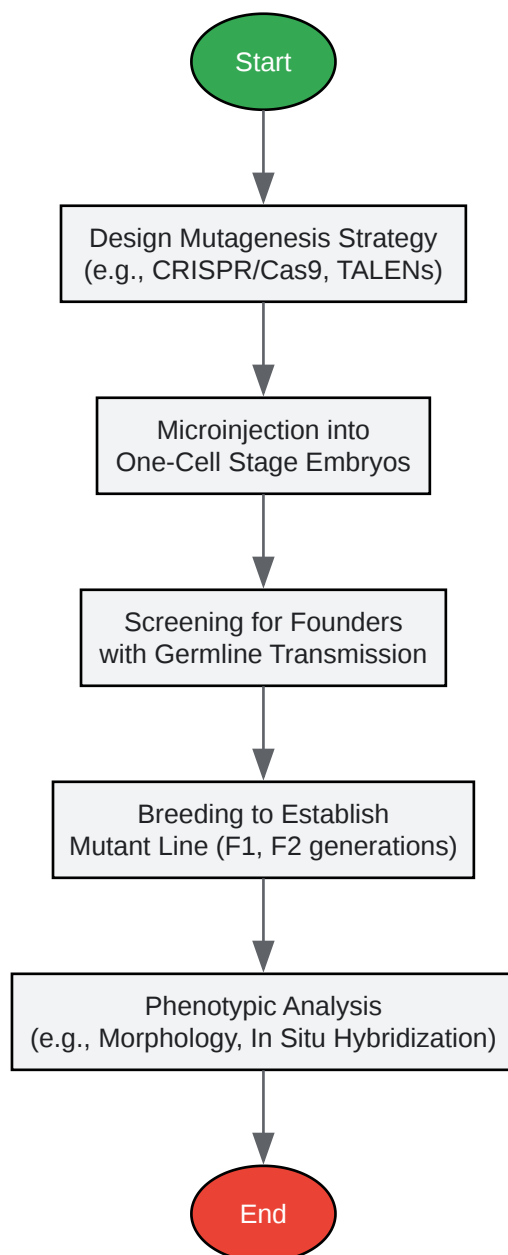 Start
Design Mutagenesis Strategy
(e.g., CRISPR/Cas9, TALENs)
Microinjection into
One-Cell Stage Embryos
Screening for Founders
with Germline Transmission
Breeding to Establish
Mutant Line (F1, F2 generations)
Phenotypic Analysis
(e.g., Morphology, In Situ Hybridization)
End